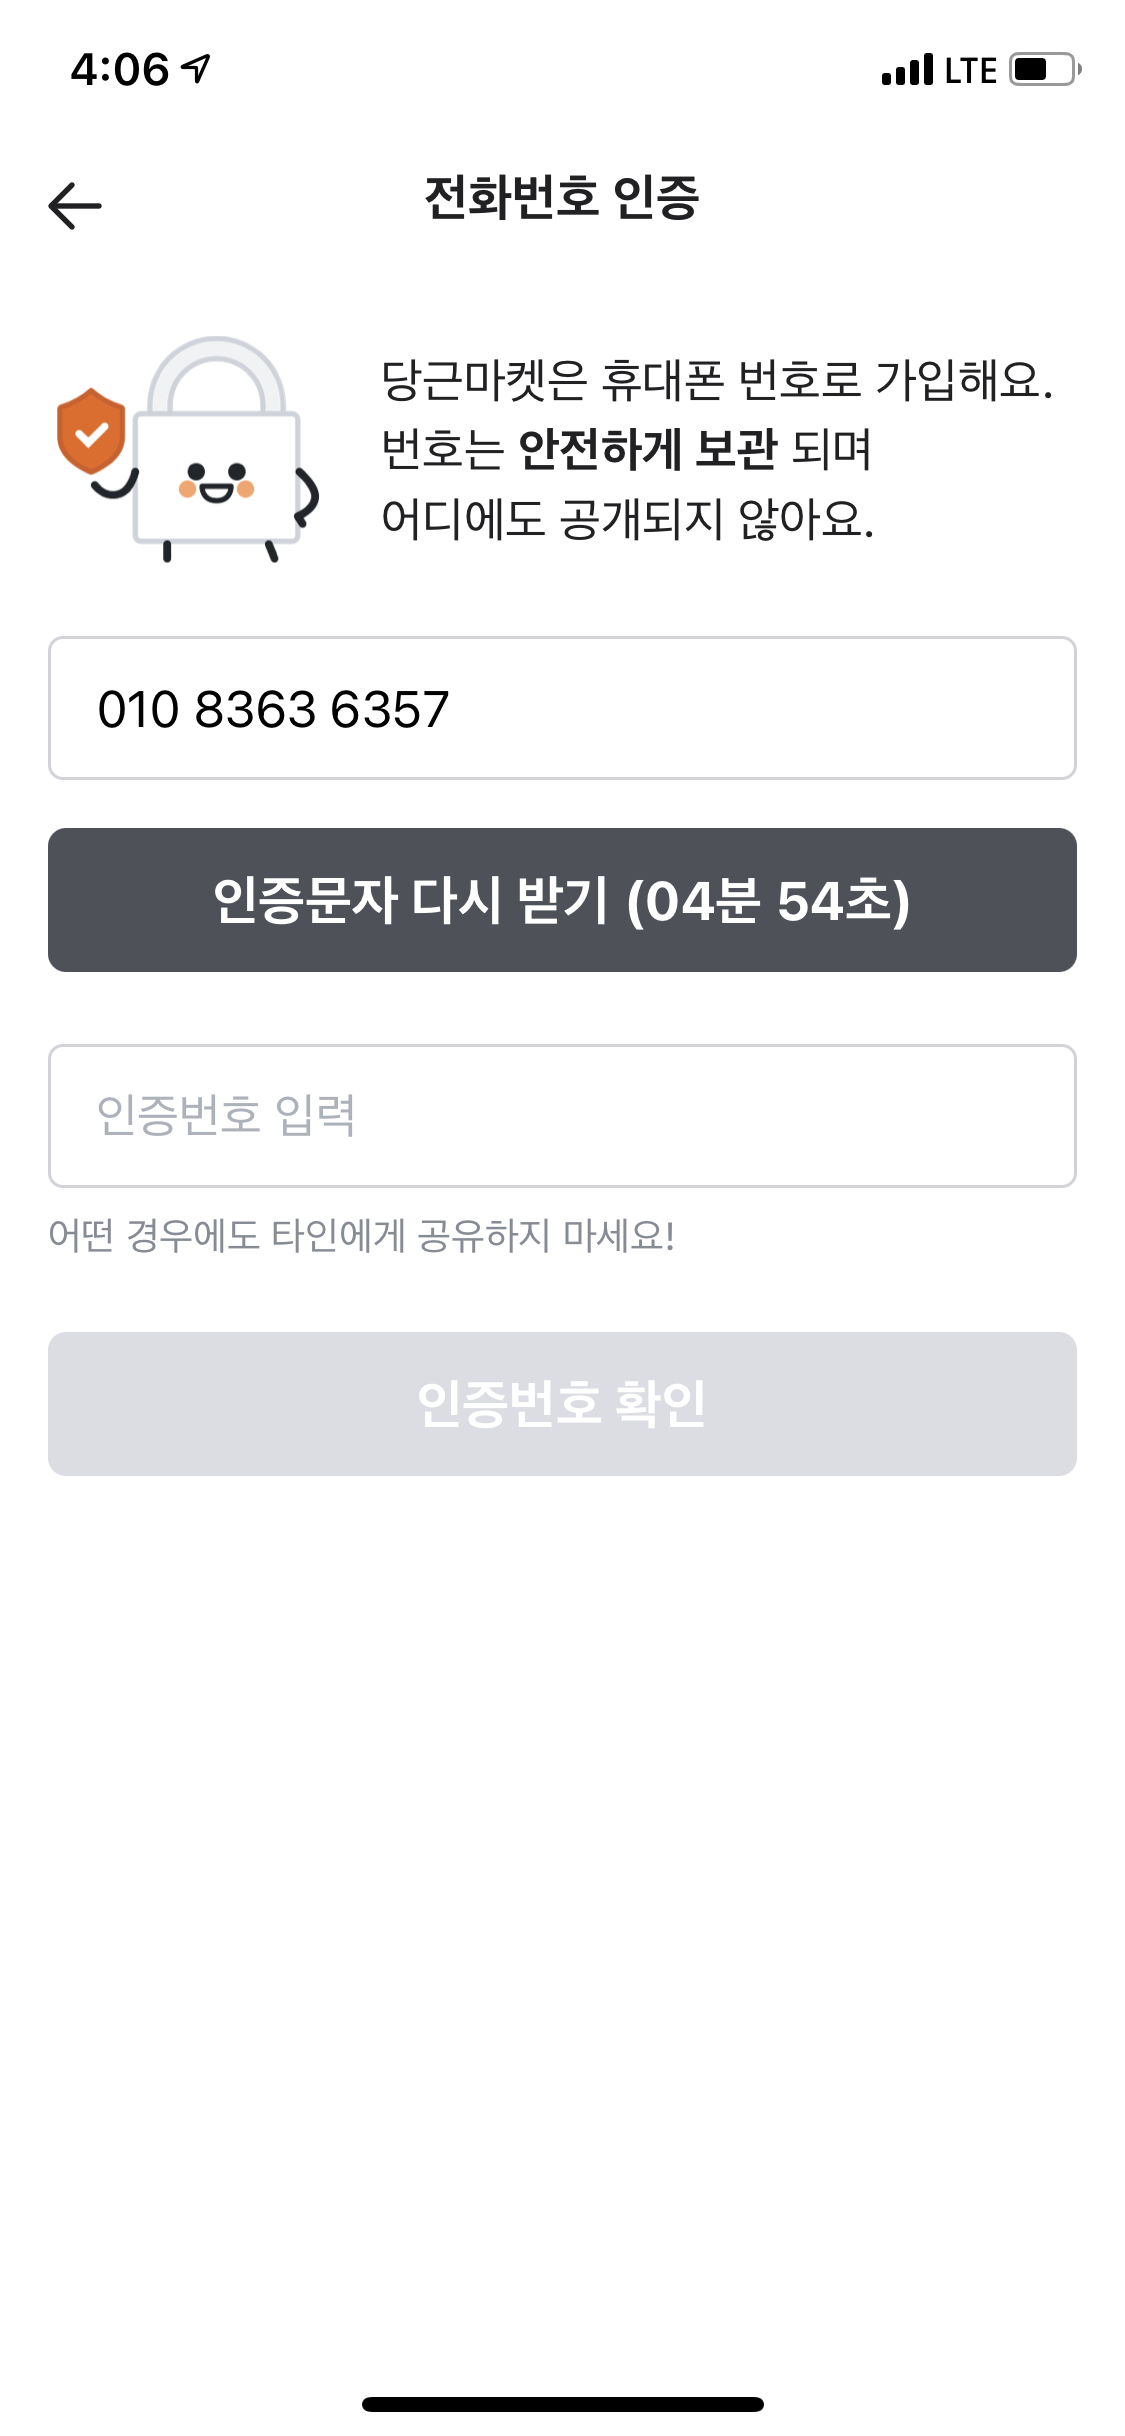 4:06
LTE
전화번호 인증
당근마켓은 휴대폰 번호로 가입해요.
번호는 안전하게 보관 되며
어디에도 공개되지 않아요.
010 8363 6357
인증문자 다시 받기 (04분 54초)
인증번호 입력
어떤 경우에도 타인에게 공유하지 마세요!
인증번호 확인